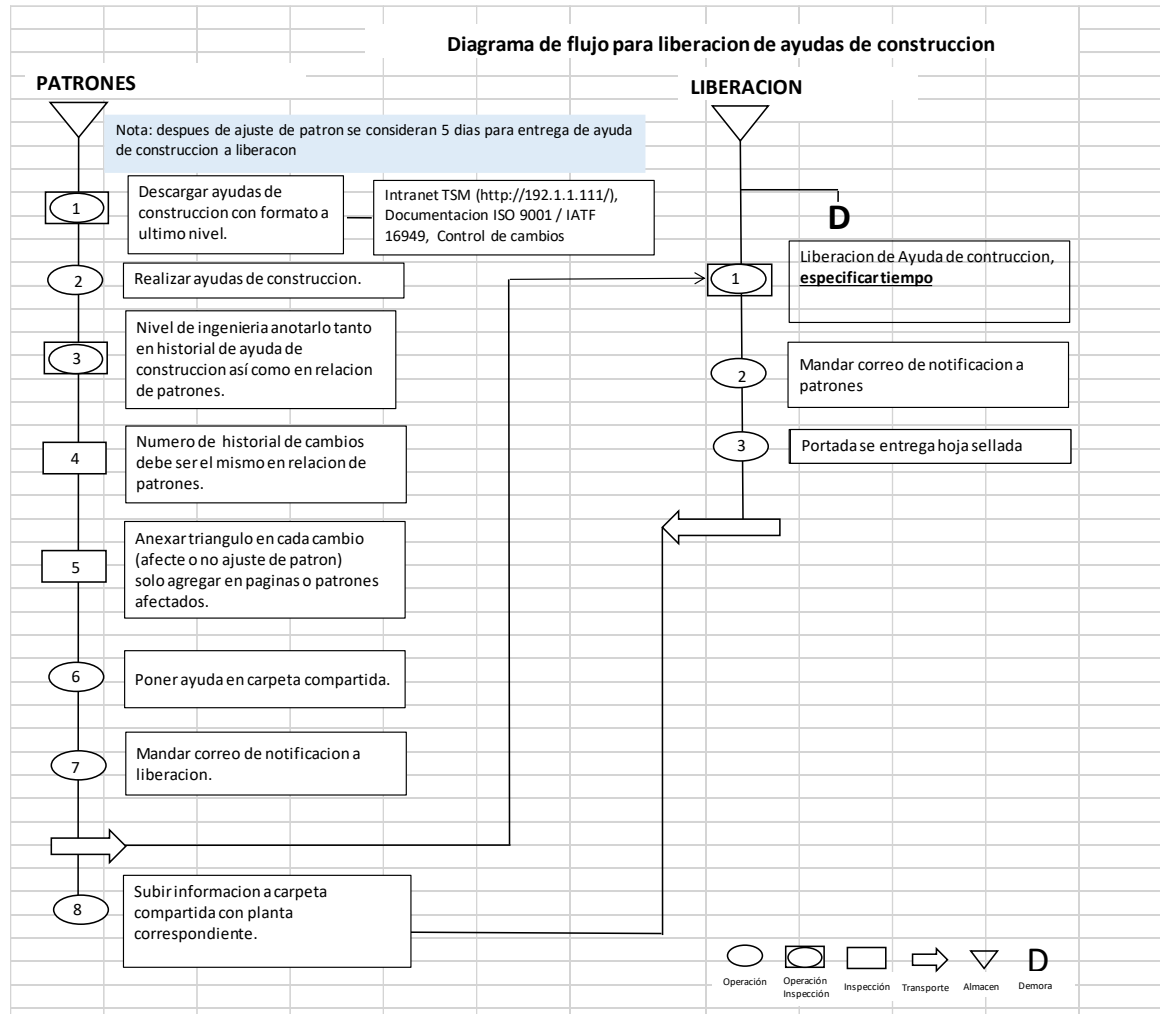 Diagrama de flujo para liberacion de ayudas de construccion
PATRONES
Nota: despues de ajuste de patron se consideran 5 dias para entrega de ayuda
de construccion a liberacon
1
Descargar ayudas de
construccion con formato a
ultimo nivel.
Intranet TSM (http://192.1.1.111/),
Documentacion ISO 9001 / IATF
16949, Control de cambios
2
Realizar ayudas de construccion.
3
Nivel de ingenieria anotarlo tanto
en historial de ayuda de
construccion así como en relacion
de patrones.
4
Numero de historial de cambios
debe ser el mismo en relacion de
patrones.
5
Anexar triangulo en cada cambio
(afecte o no ajuste de patron)
solo agregar en paginas o patrones
afectados.
6
Poner ayuda en carpeta compartida.
7
Mandar correo de notificacion a
liberacion.
8
Subir informacion a carpeta
compartida con planta
correspondiente.
LIBERACION
D
1
Liberacion de Ayuda de contruccion,
especificar tiempo
2
Mandar correo de notificacion a
patrones
3
Portada se entrega hoja sellada
D
Operación
Operación
Inspección
Inspección
Transporte
Almacen
Demora